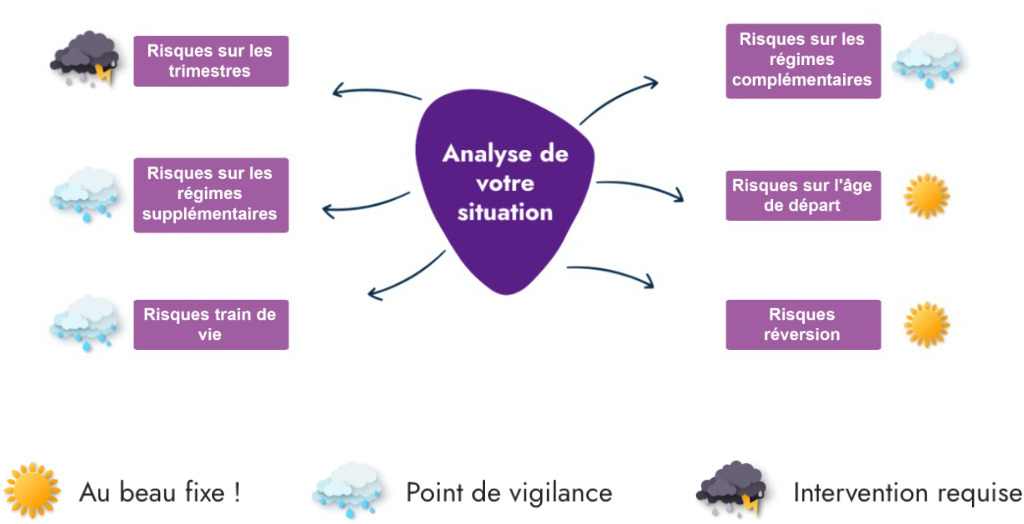 Risques sur les
trimestres
Risques sur les
régimes
supplémentaires
Risques train de
vie
Analyse de
votre
situation
Risques sur les
régimes
complémentaires
Risques sur l'âge
de départ
Risques
réversion
Au beau fixe !
Point de vigilance
Intervention requise